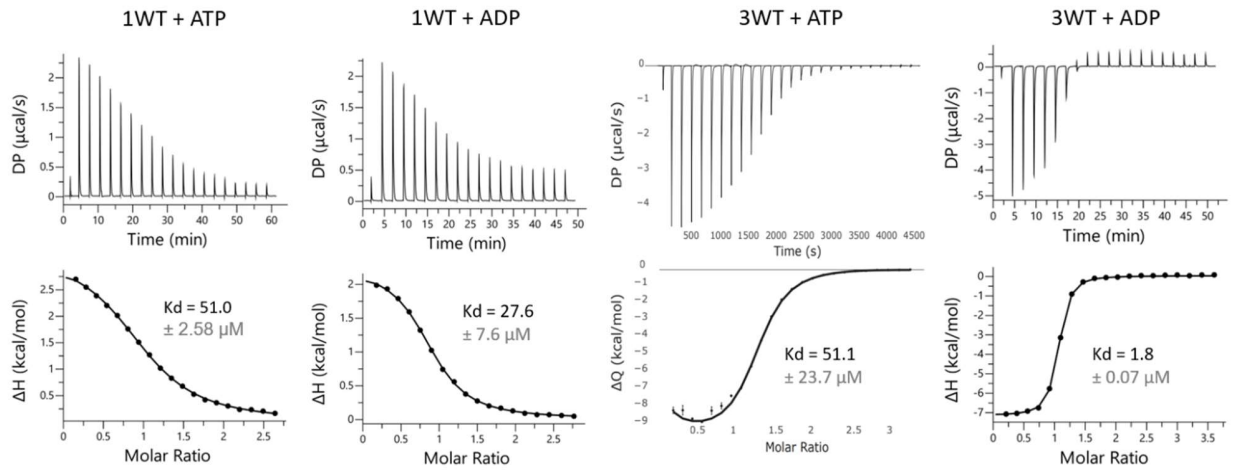 1WT + ATP
1WT + ADP
3WT + ATP
3WT + ADP
DP (µcal/s)
2
1.5
1
0.5
0
0 10 20 30 40 50 60
Time (min)
DP (µcal/s)
2
1.5
1
0.5
0
0 5 10 15 20 25 30 35 40 45 50
Time (min)
DP (µcal/s)
0
−1
−2
−3
−4
500 1000 1500 2000 2500 3000 3500 4000 4500
Time (s)
DP (µcal/s)
0
-1
-2
-3
-4
-5
0 5 10 15 20 25 30 35 40 45 50
Time (min)
ΔH (kcal/mol)
2.5
2
1.5
1
0.5
0 0.5 1 1.5 2 2.5
Molar Ratio
Kd = 51.0
± 2.58 µM
ΔH (kcal/mol)
2
1.5
1
0.5
0
0 0.5 1 1.5 2 2.5
Molar Ratio
Kd = 27.6
± 7.6 µM
ΔQ (kcal/mol)
0
−1
−2
−3
−4
−5
−6
−7
−8
−9
0.5 1 1.5 2 2.5 3
Molar Ratio
Kd = 51.1
± 23.7 µM
ΔH (kcal/mol)
0
-1
-2
-3
-4
-5
-6
-7
0 0.5 1 1.5 2 2.5 3 3.5
Molar Ratio
Kd = 1.8
± 0.07 µM